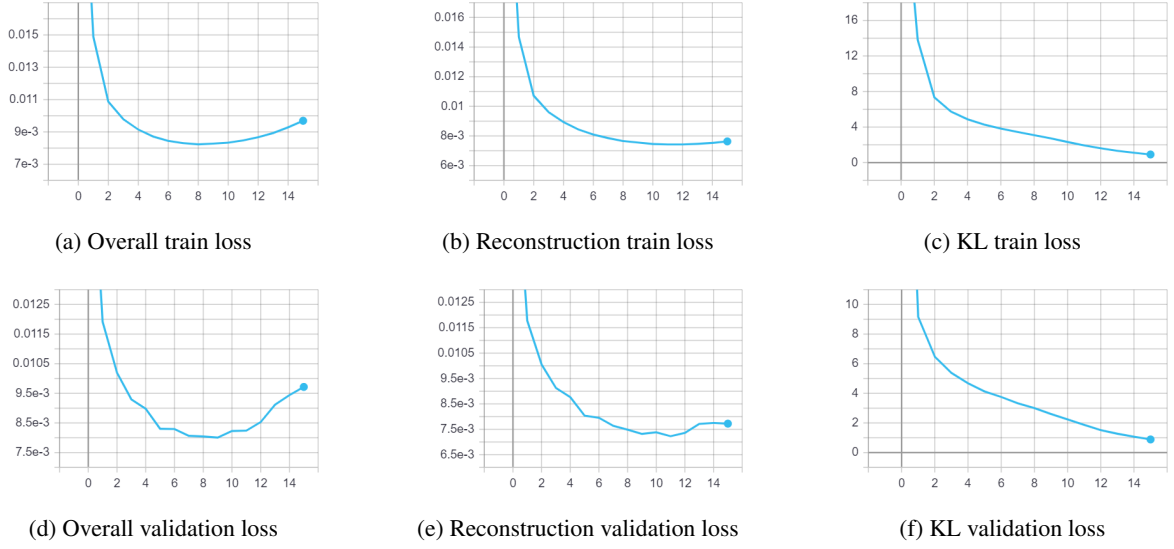 0.015
0.013
0.011
9e-3
7e-3
0 2 4 6 8 10 12 14
(a) Overall train loss
0.016
0.014
0.012
0.01
8e-3
6e-3
0 2 4 6 8 10 12 14
(b) Reconstruction train loss
16
12
8
4
0
0 2 4 6 8 10 12 14
(c) KL train loss
0.0125
0.0115
0.0105
9.5e-3
8.5e-3
7.5e-3
0 2 4 6 8 10 12 14
(d) Overall validation loss
0.0125
0.0115
0.0105
9.5e-3
8.5e-3
7.5e-3
6.5e-3
0 2 4 6 8 10 12 14
(e) Reconstruction validation loss
10
8
6
4
2
0
0 2 4 6 8 10 12 14
(f) KL validation loss